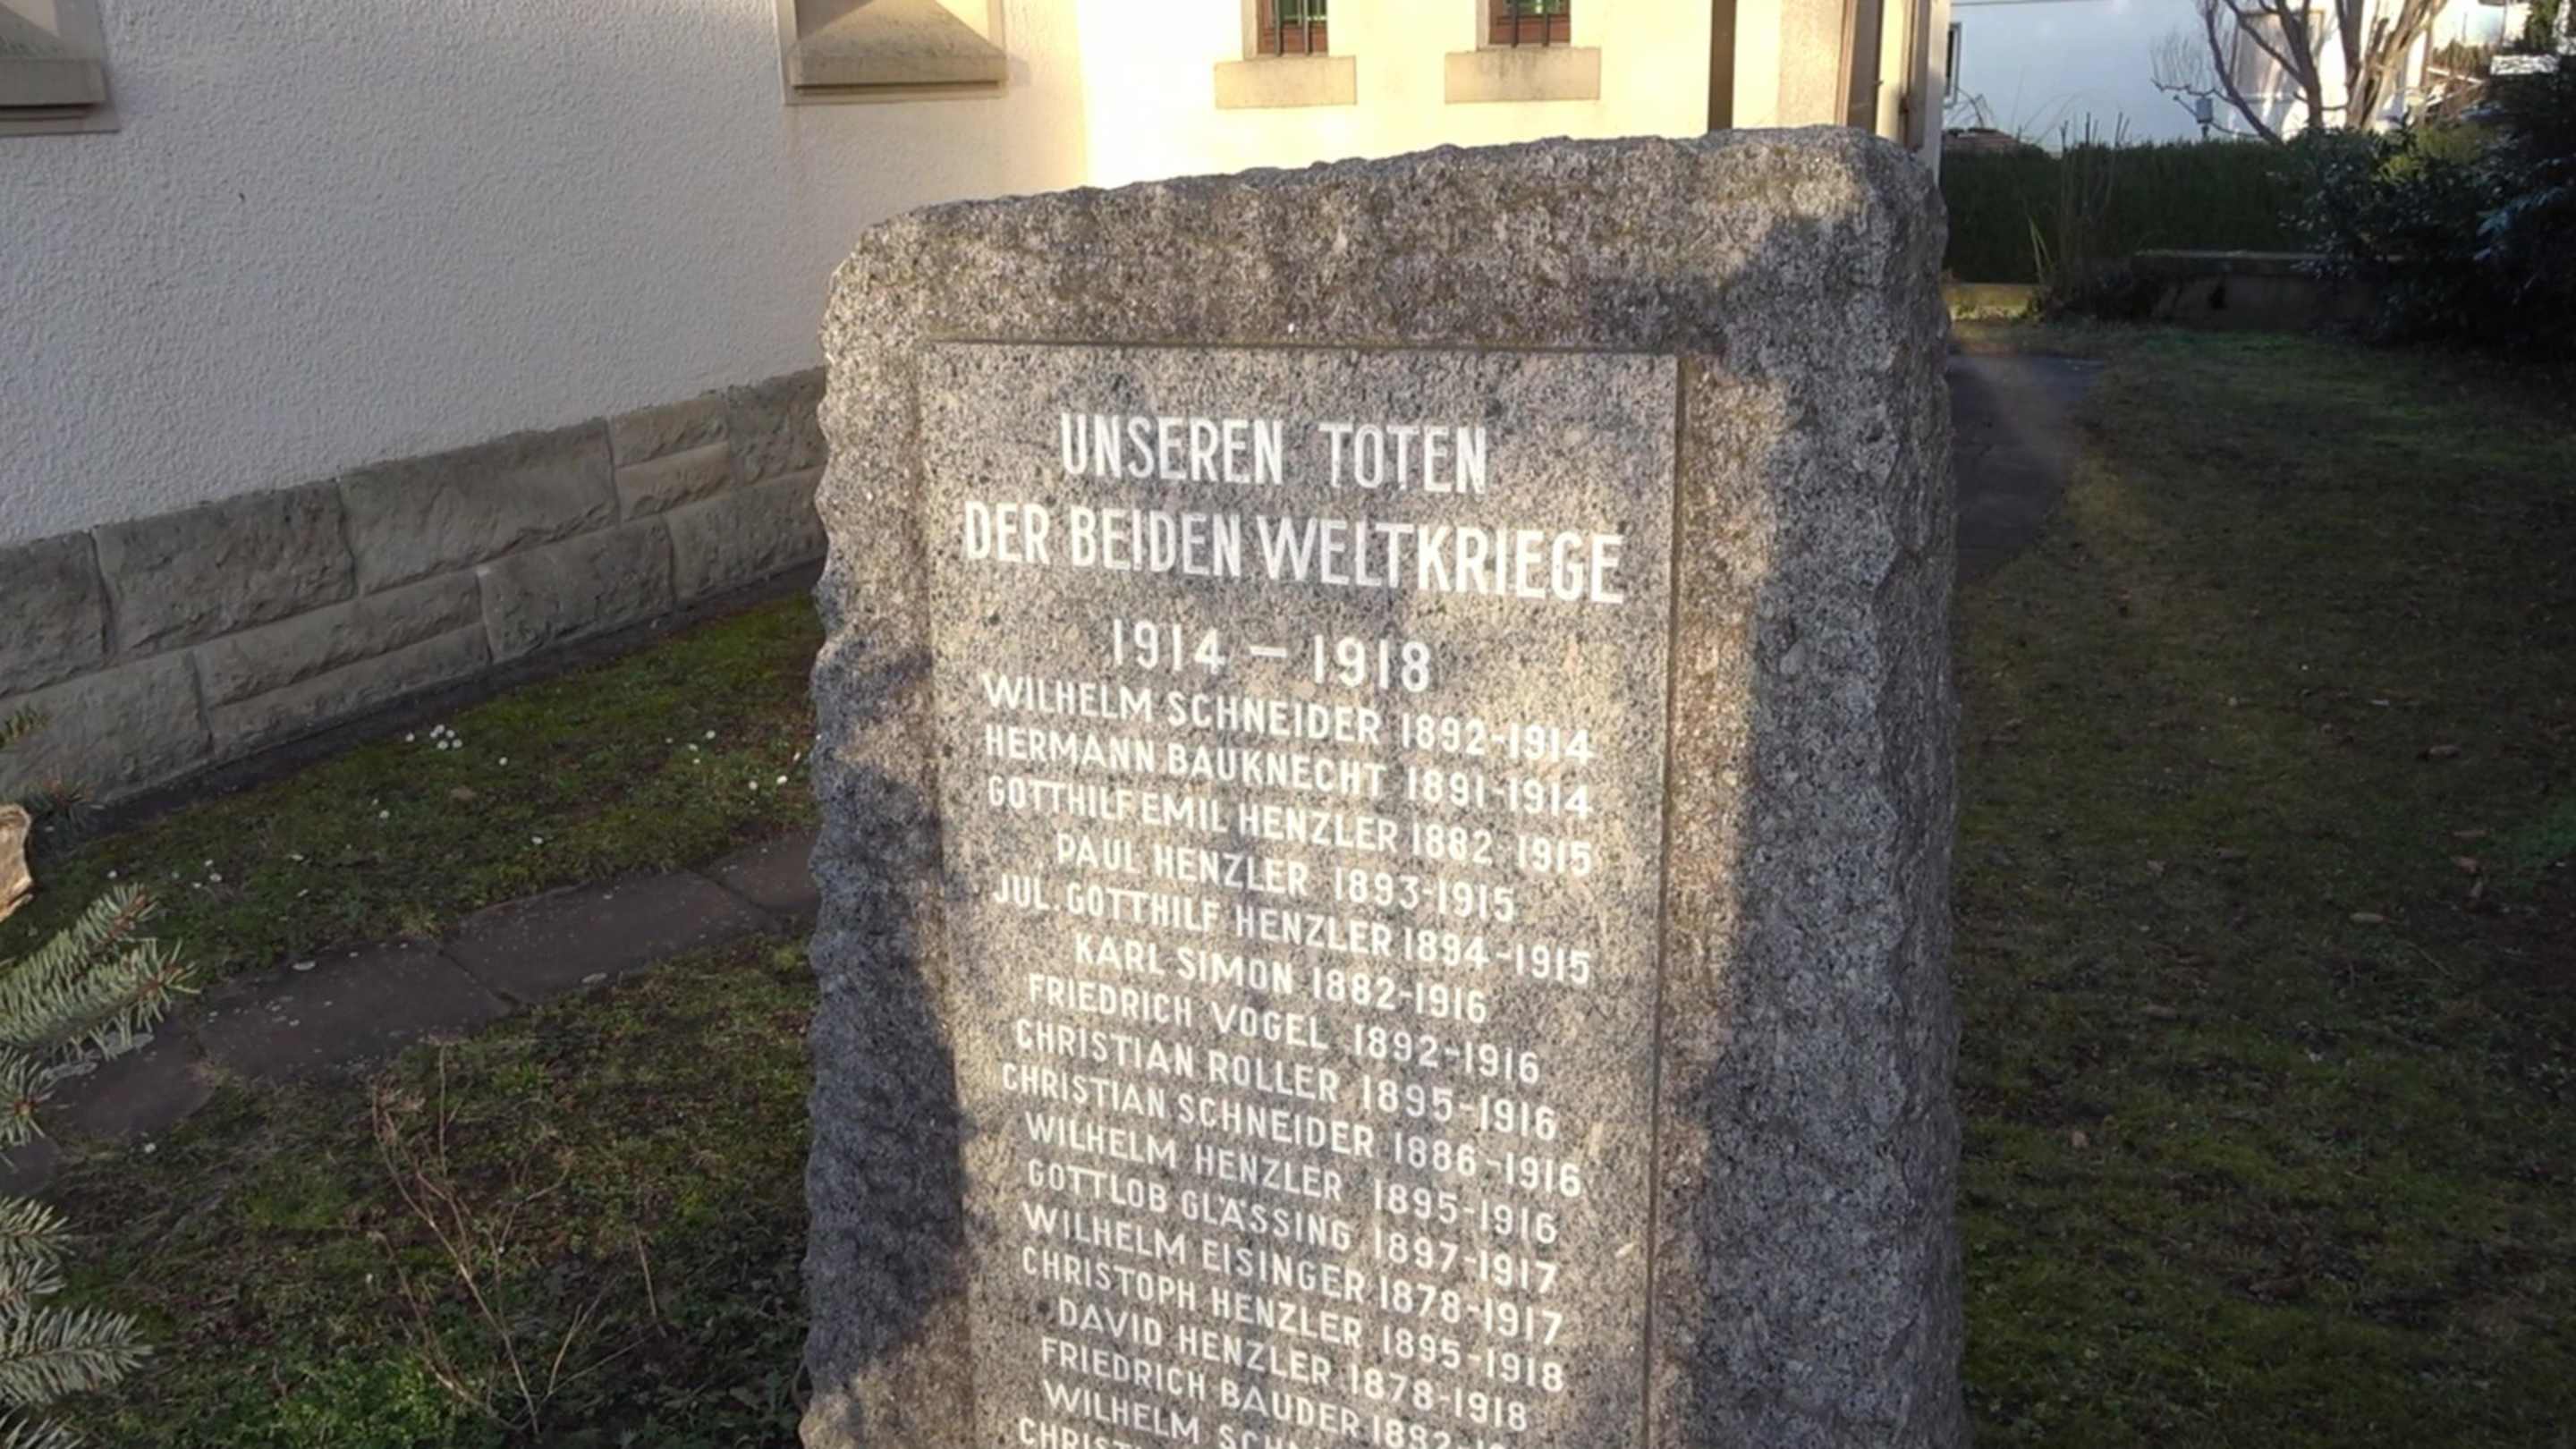 UNSEREN TOTEN
DER BEIDEN WELTKRIEGE
1914 - 1918
WILHELM SCHNEIDER 1892-1914
HERMANN BAUKNECHT 1891-1914
GOTTHILF EMIL HENZLER 1882-1915
PAUL HENZLER 1893-1915
JUL. GOTTHILF HENZLER 1894-1915
KARL SIMON 1882-1916
FRIEDRICH VOGEL 1892-1916
CHRISTIAN ROLLER 1895-1916
CHRISTIAN SCHNEIDER 1886-1916
WILHELM HENZLER 1895-1916
GOTTLOB GLÄSSING 1897-1917
WILHELM EISINGER 1878-1917
CHRISTOPH HENZLER 1895-1918
DAVID HENZLER 1878-1918
FRIEDRICH BAUDER
WILHELM